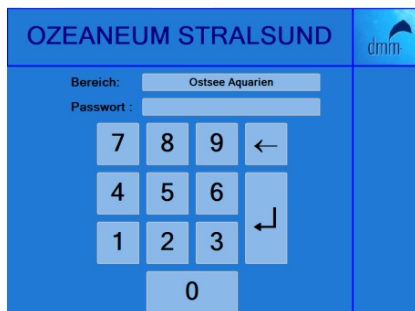 OZEANEUM STRALSUND
dmm
Bereich: Ostsee Aquarien
Passwort :
7 8 9 ←
4 5 6 ↵
1 2 3
0